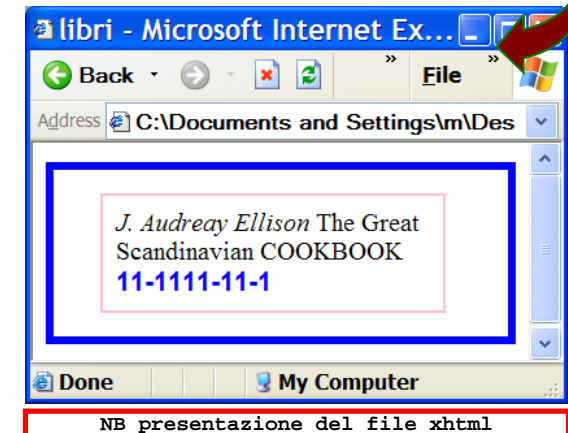 libri - Microsoft Internet Ex...
Back » File »
Address C:\Documents and Settings\m\Des
J. Audreay Ellison The Great
Scandinavian COOKBOOK
11-1111-11-1
Done My Computer
NB presentazione del file xhtml